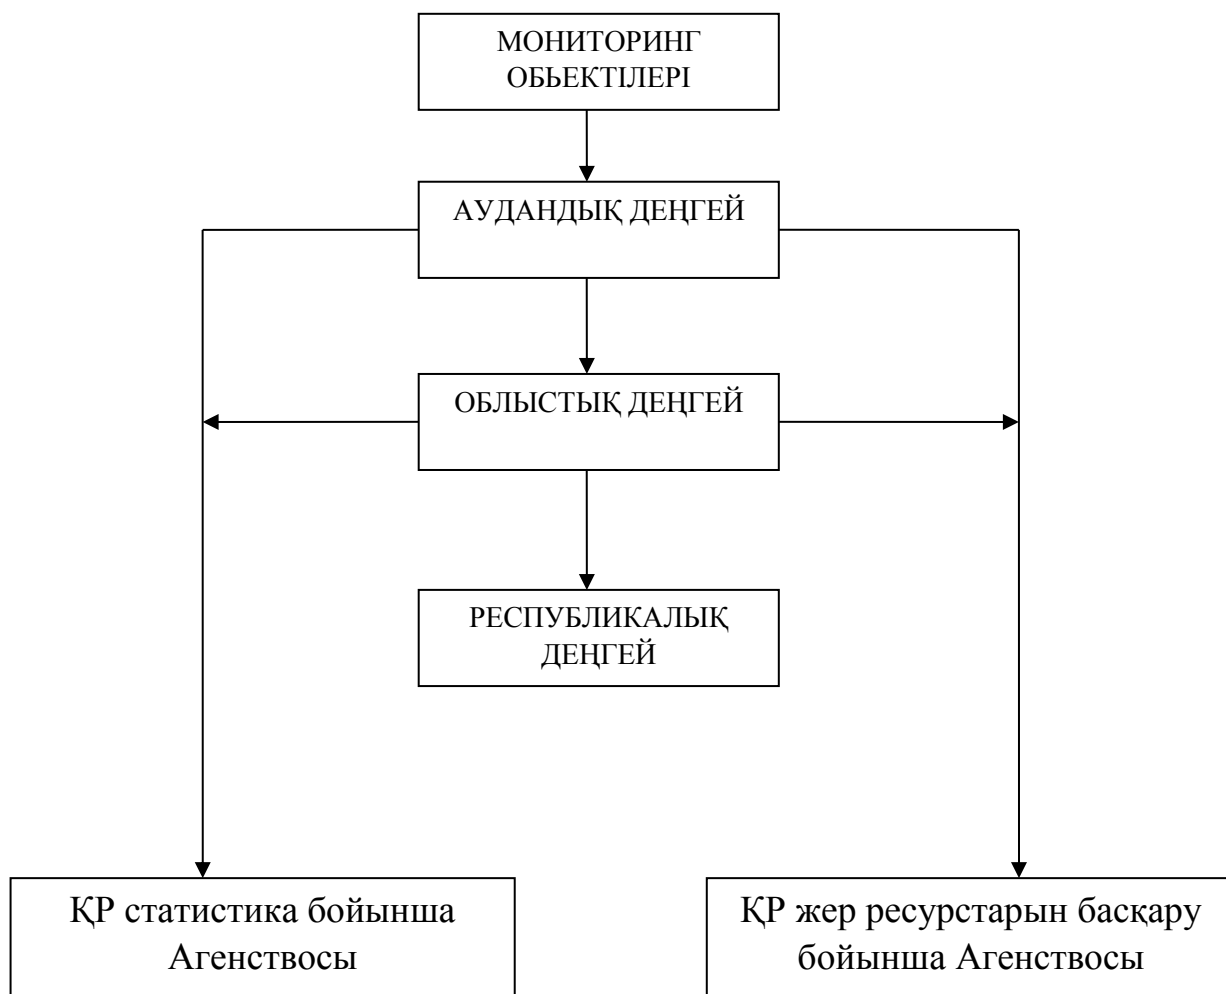 МОНИТОРИНГ
ОБЬЕКТІЛЕРІ
АУДАНДЫҚ ДЕҢГЕЙ
ОБЛЫСТЫҚ ДЕҢГЕЙ
РЕСПУБЛИКАЛЫҚ
ДЕҢГЕЙ
ҚР статистика бойынша
Агенствосы
ҚР жер ресурстарын басқару
бойынша Агенствосы